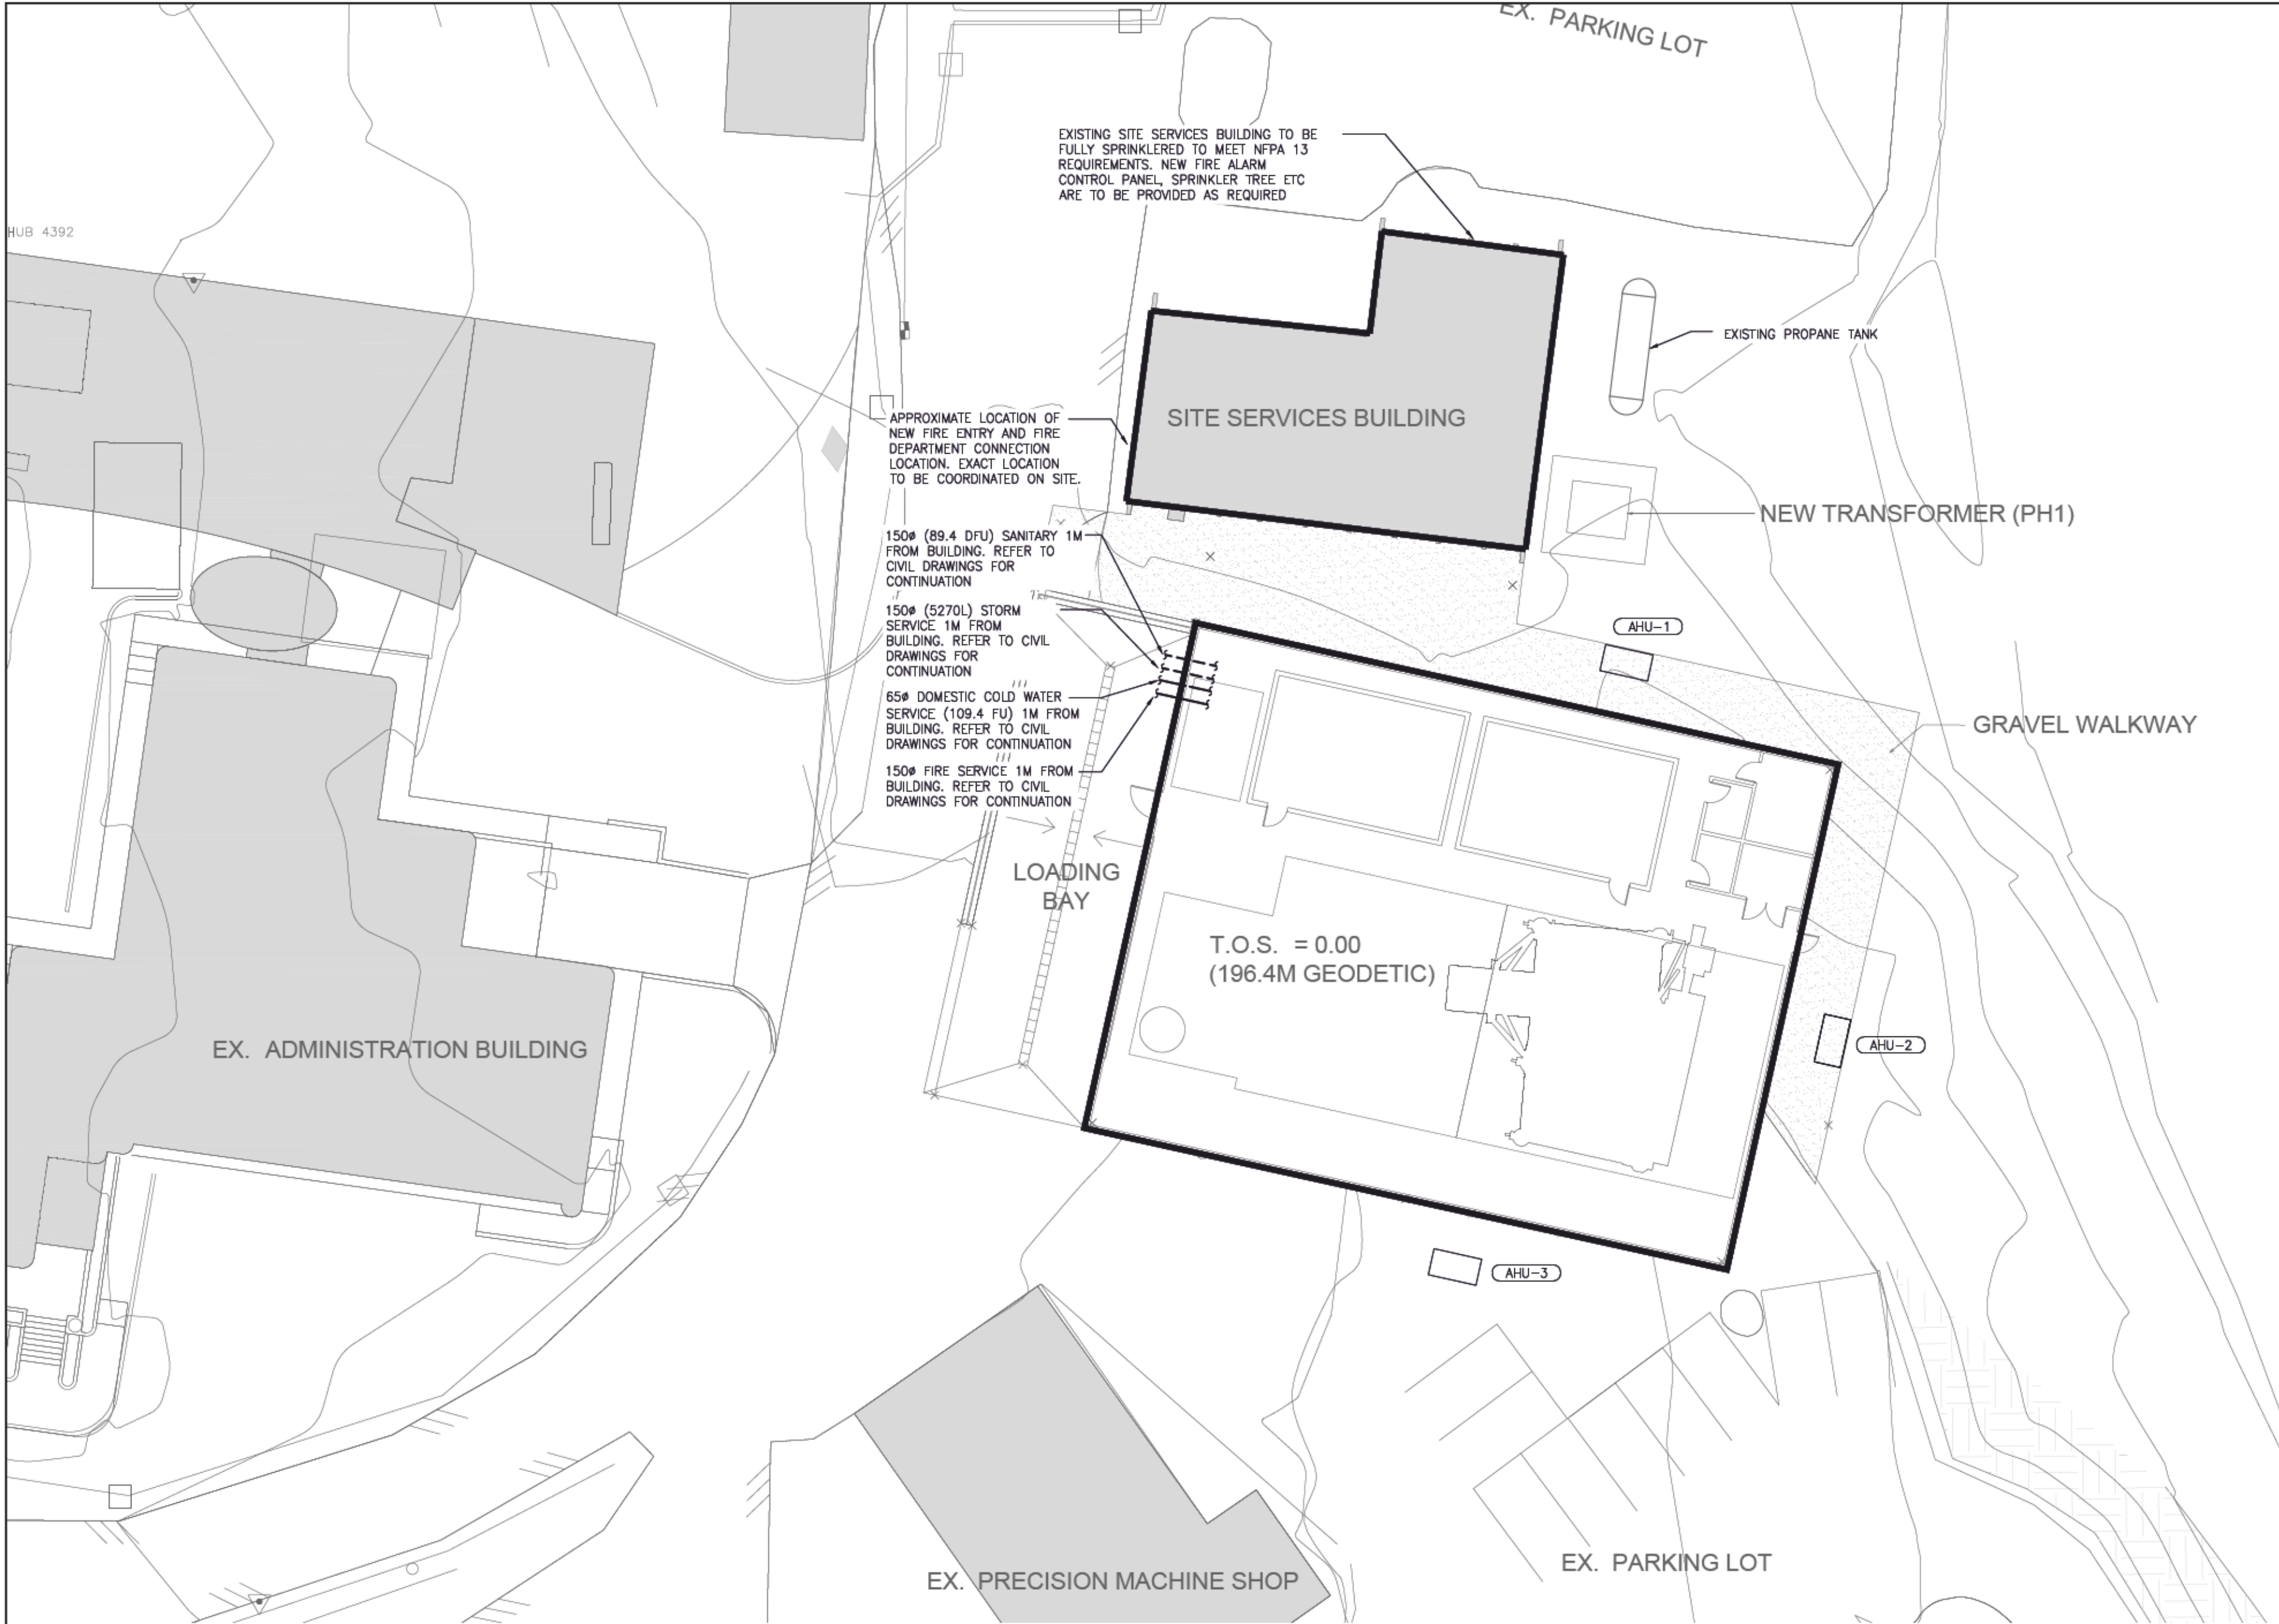 EX. PARKING LOT
EXISTING SITE SERVICES BUILDING TO BE
FULLY SPRINKLERED TO MEET NFPA 13
REQUIREMENTS. NEW FIRE ALARM
CONTROL PANEL, SPRINKLER TREE ETC
ARE TO BE PROVIDED AS REQUIRED
HUB 4392
EXISTING PROPANE TANK
APPROXIMATE LOCATION OF
NEW FIRE ENTRY AND FIRE
DEPARTMENT CONNECTION
LOCATION. EXACT LOCATION
TO BE COORDINATED ON SITE.
SITE SERVICES BUILDING
NEW TRANSFORMER (PH1)
150ø (89.4 DFU) SANITARY 1M
FROM BUILDING. REFER TO
CIVIL DRAWINGS FOR
CONTINUATION
150ø (5270L) STORM
SERVICE 1M FROM
BUILDING. REFER TO CIVIL
DRAWINGS FOR
CONTINUATION
65ø DOMESTIC COLD WATER
SERVICE (109.4 FU) 1M FROM
BUILDING. REFER TO CIVIL
DRAWINGS FOR CONTINUATION
150ø FIRE SERVICE 1M FROM
BUILDING. REFER TO CIVIL
DRAWINGS FOR CONTINUATION
AHU-1
GRAVEL WALKWAY
LOADING
BAY
T.O.S. = 0.00
(196.4M GEODETIC)
EX. ADMINISTRATION BUILDING
AHU-2
AHU-3
EX. PRECISION MACHINE SHOP
EX. PARKING LOT